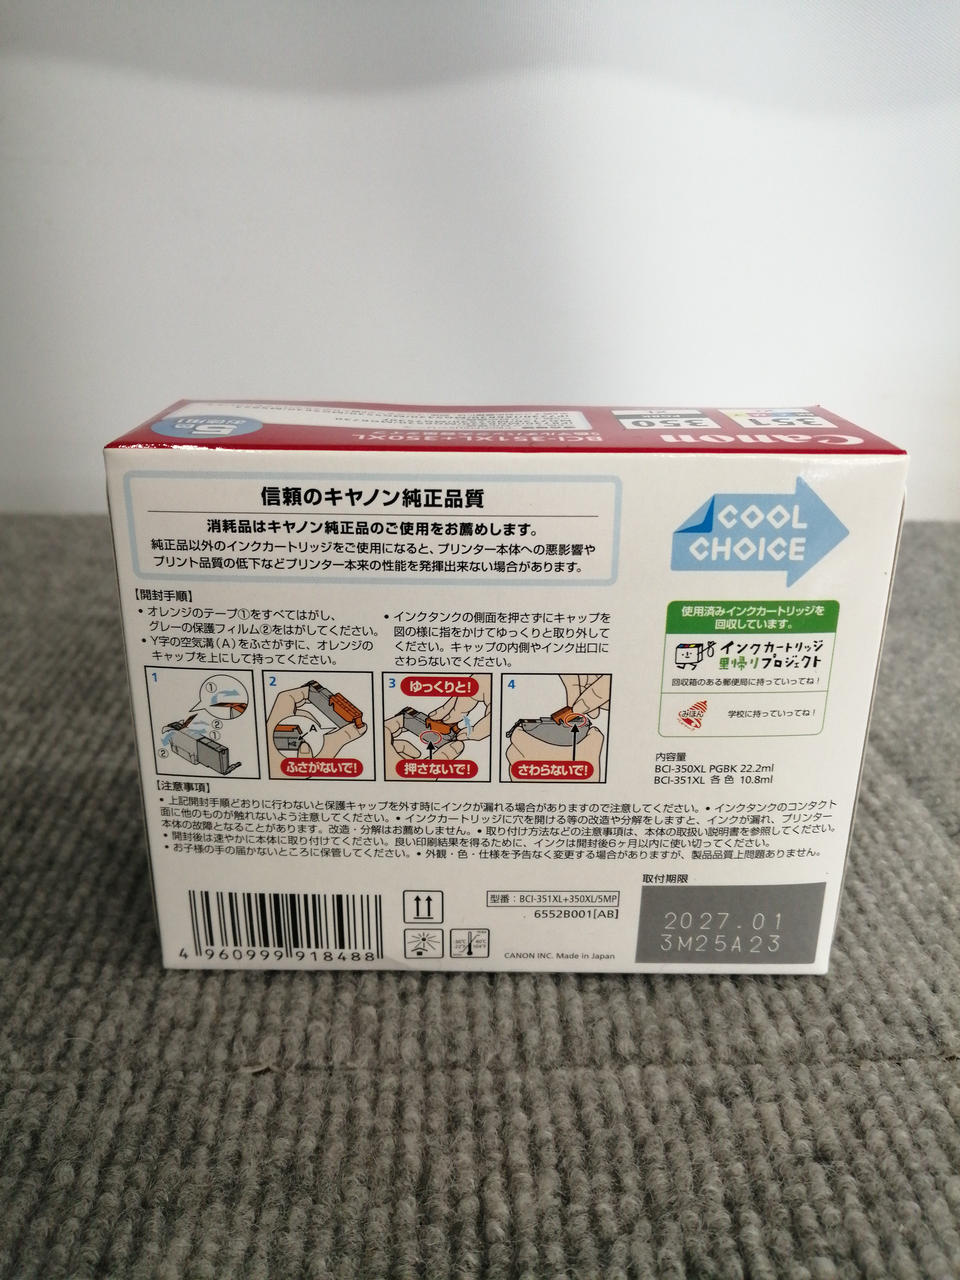 Canon
351
350
BCI-351XL+350XL
5
信頼のキヤノン純正品質
消耗品はキヤノン純正品のご使用をお薦めします。
純正品以外のインクカートリッジをご使用になると、プリンター本体への悪影響や
プリント品質の低下などプリンター本来の性能を発揮出来ない場合があります。
COOL
CHOICE
【開封手順】
• オレンジのテープ①をすべてはがし、
グレーの保護フィルム②をはがしてください。
• Y字の空気溝(A)をふさがずに、オレンジの
キャップを上にして持ってください。
• インクタンクの側面を押さずにキャップを
図の様に指をかけてゆっくりと取り外して
ください。キャップの内側やインク出口に
さわらないでください。
1
①
②
①
②
2
A
ふさがないで!
3
ゆっくりと!
押さないで!
4
さわらないで!
使用済みインクカートリッジを
回収しています。
インクカートリッジ
里帰りプロジェクト
回収箱のある郵便局に持っていってね!
みほん
学校に持っていってね!
内容量
BCI-350XL PGBK 22.2ml
BCI-351XL 各色 10.8ml
【注意事項】
• 上記開封手順どおりに行わないと保護キャップを外す時にインクが漏れる場合がありますので注意してください。• インクタンクのコンタクト
面に他のものが触れないよう注意してください。• インクカートリッジに穴を開ける等の改造や分解をしますと、インクが漏れ、プリンター
本体の故障となることがあります。改造・分解はお薦めしません。• 取り付け方法などの注意事項は、本体の取扱い説明書を参照してください。
• 開封後は速やかに本体に取り付けてください。良い印刷結果を得るために、インクは開封後6ヶ月以内に使い切ってください。
• お子様の手の届かないところに保管してください。• 外観・色・仕様を予告なく変更する場合がありますが、製品品質上問題ありません。
取付期限
2027.01
3M25A23
型番：BCI-351XL+350XL/5MP
6552B001[AB]
CANON INC. Made in Japan
4 960999 918488